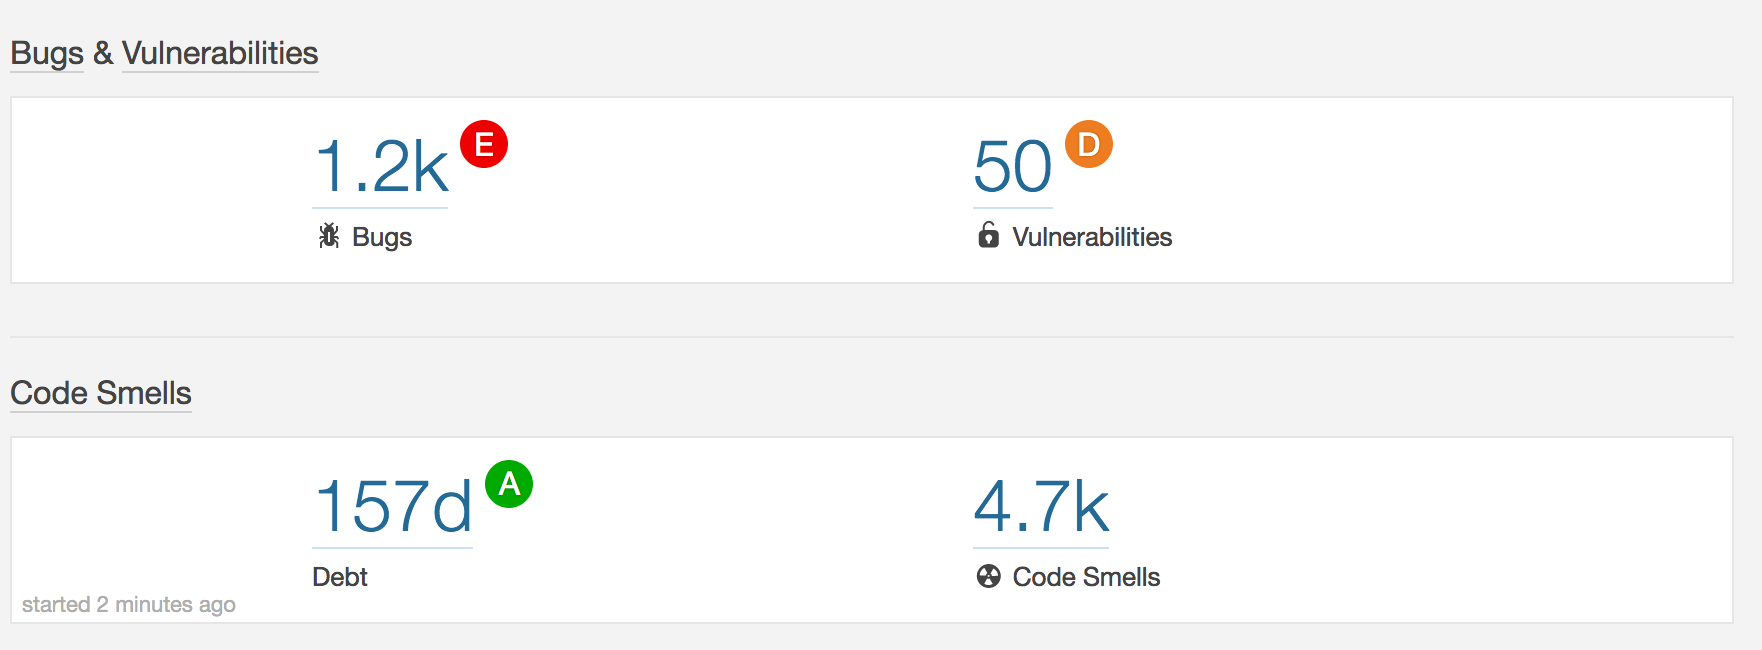 Bugs & Vulnerabilities
1.2k E
50 D
Bugs
Vulnerabilities
Code Smells
157d A
4.7k
Debt
Code Smells
started 2 minutes ago